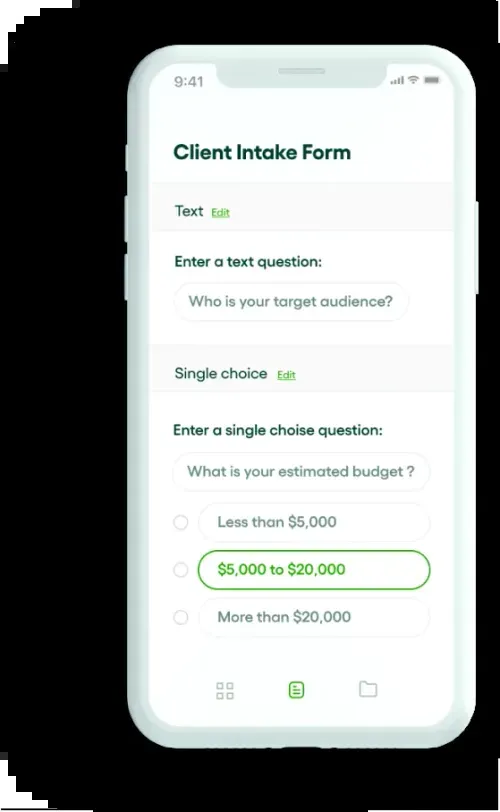 9:41
Client Intake Form
Text Edit
Enter a text question:
Who is your target audience?
Single choice Edit
Enter a single choise question:
What is your estimated budget ?
Less than $5,000
$5,000 to $20,000
More than $20,000